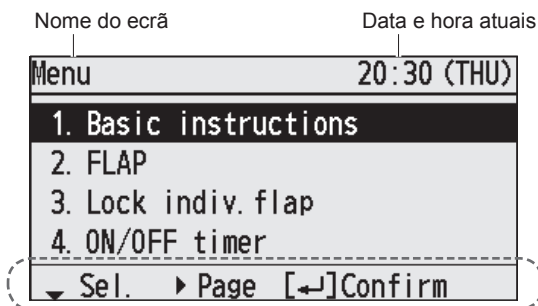 Nome do ecrã Data e hora atuais
Menu 20:30 (THU)
1. Basic instructions
2. FLAP
3. Lock indiv. flap
4. ON/OFF timer
Sel. Page [↵]Confirm